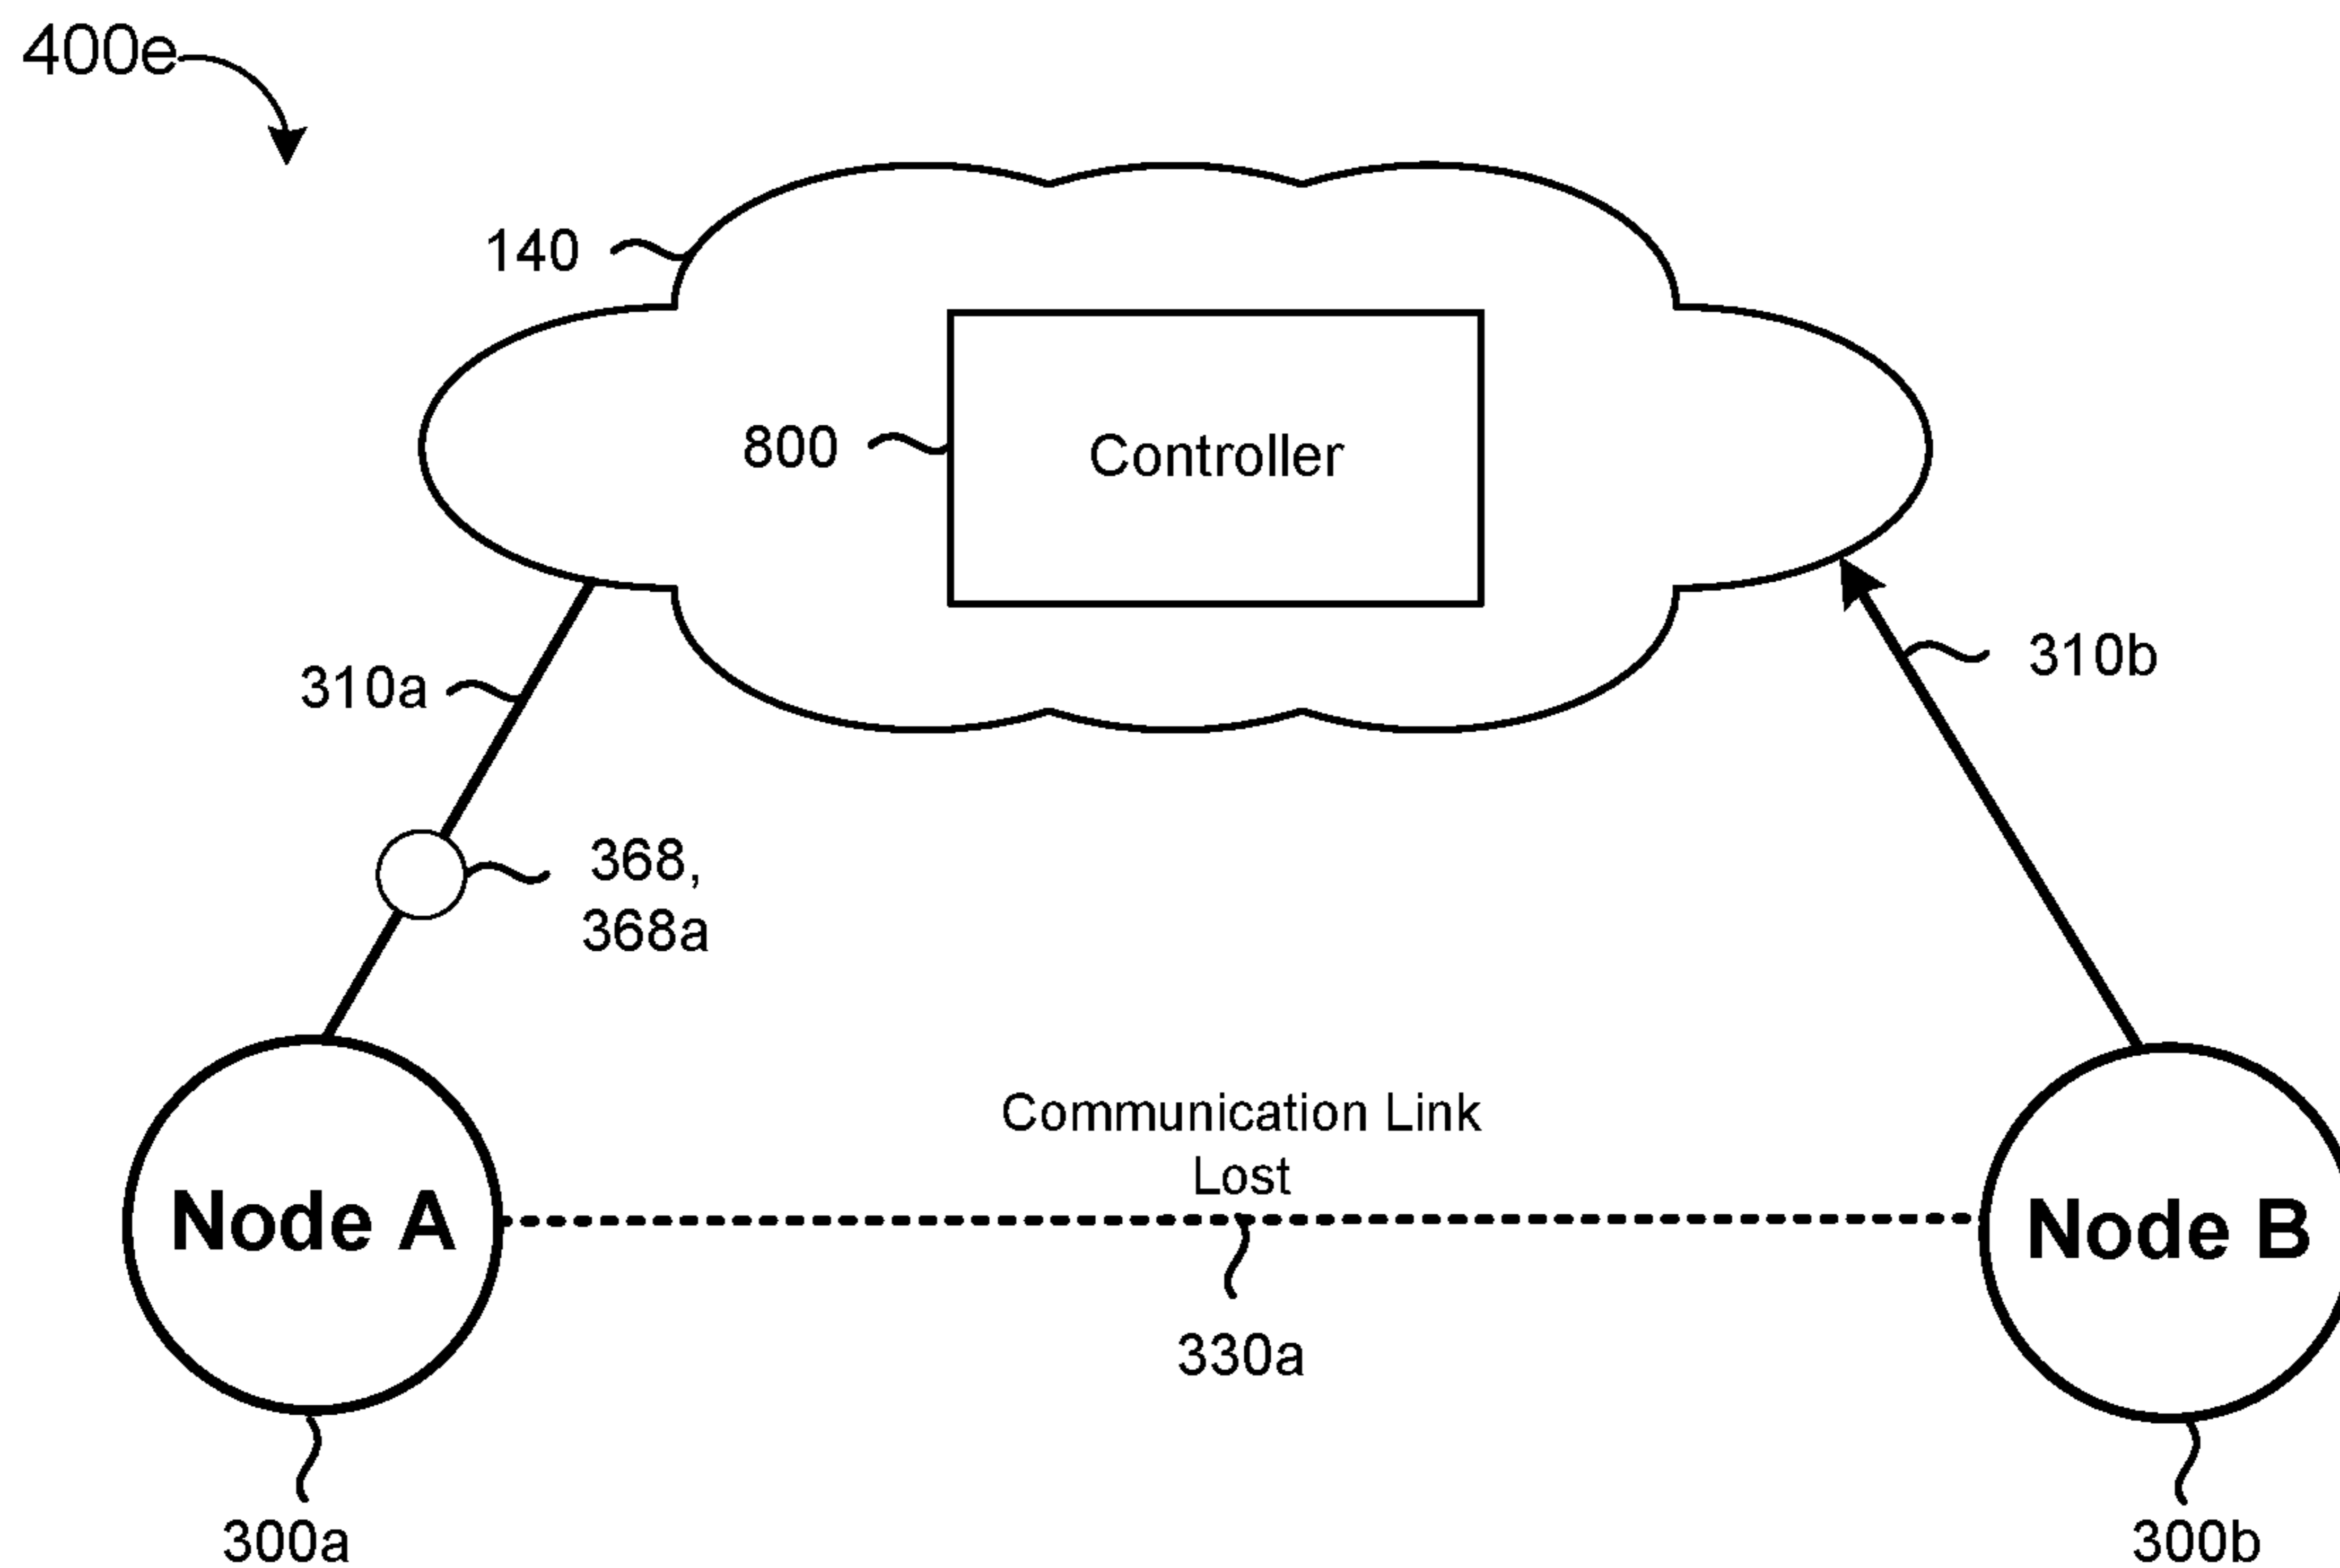 400e
140
800
Controller
310a
310b
368,
368a
Communication Link
Lost
Node A
Node B
330a
300a
300b